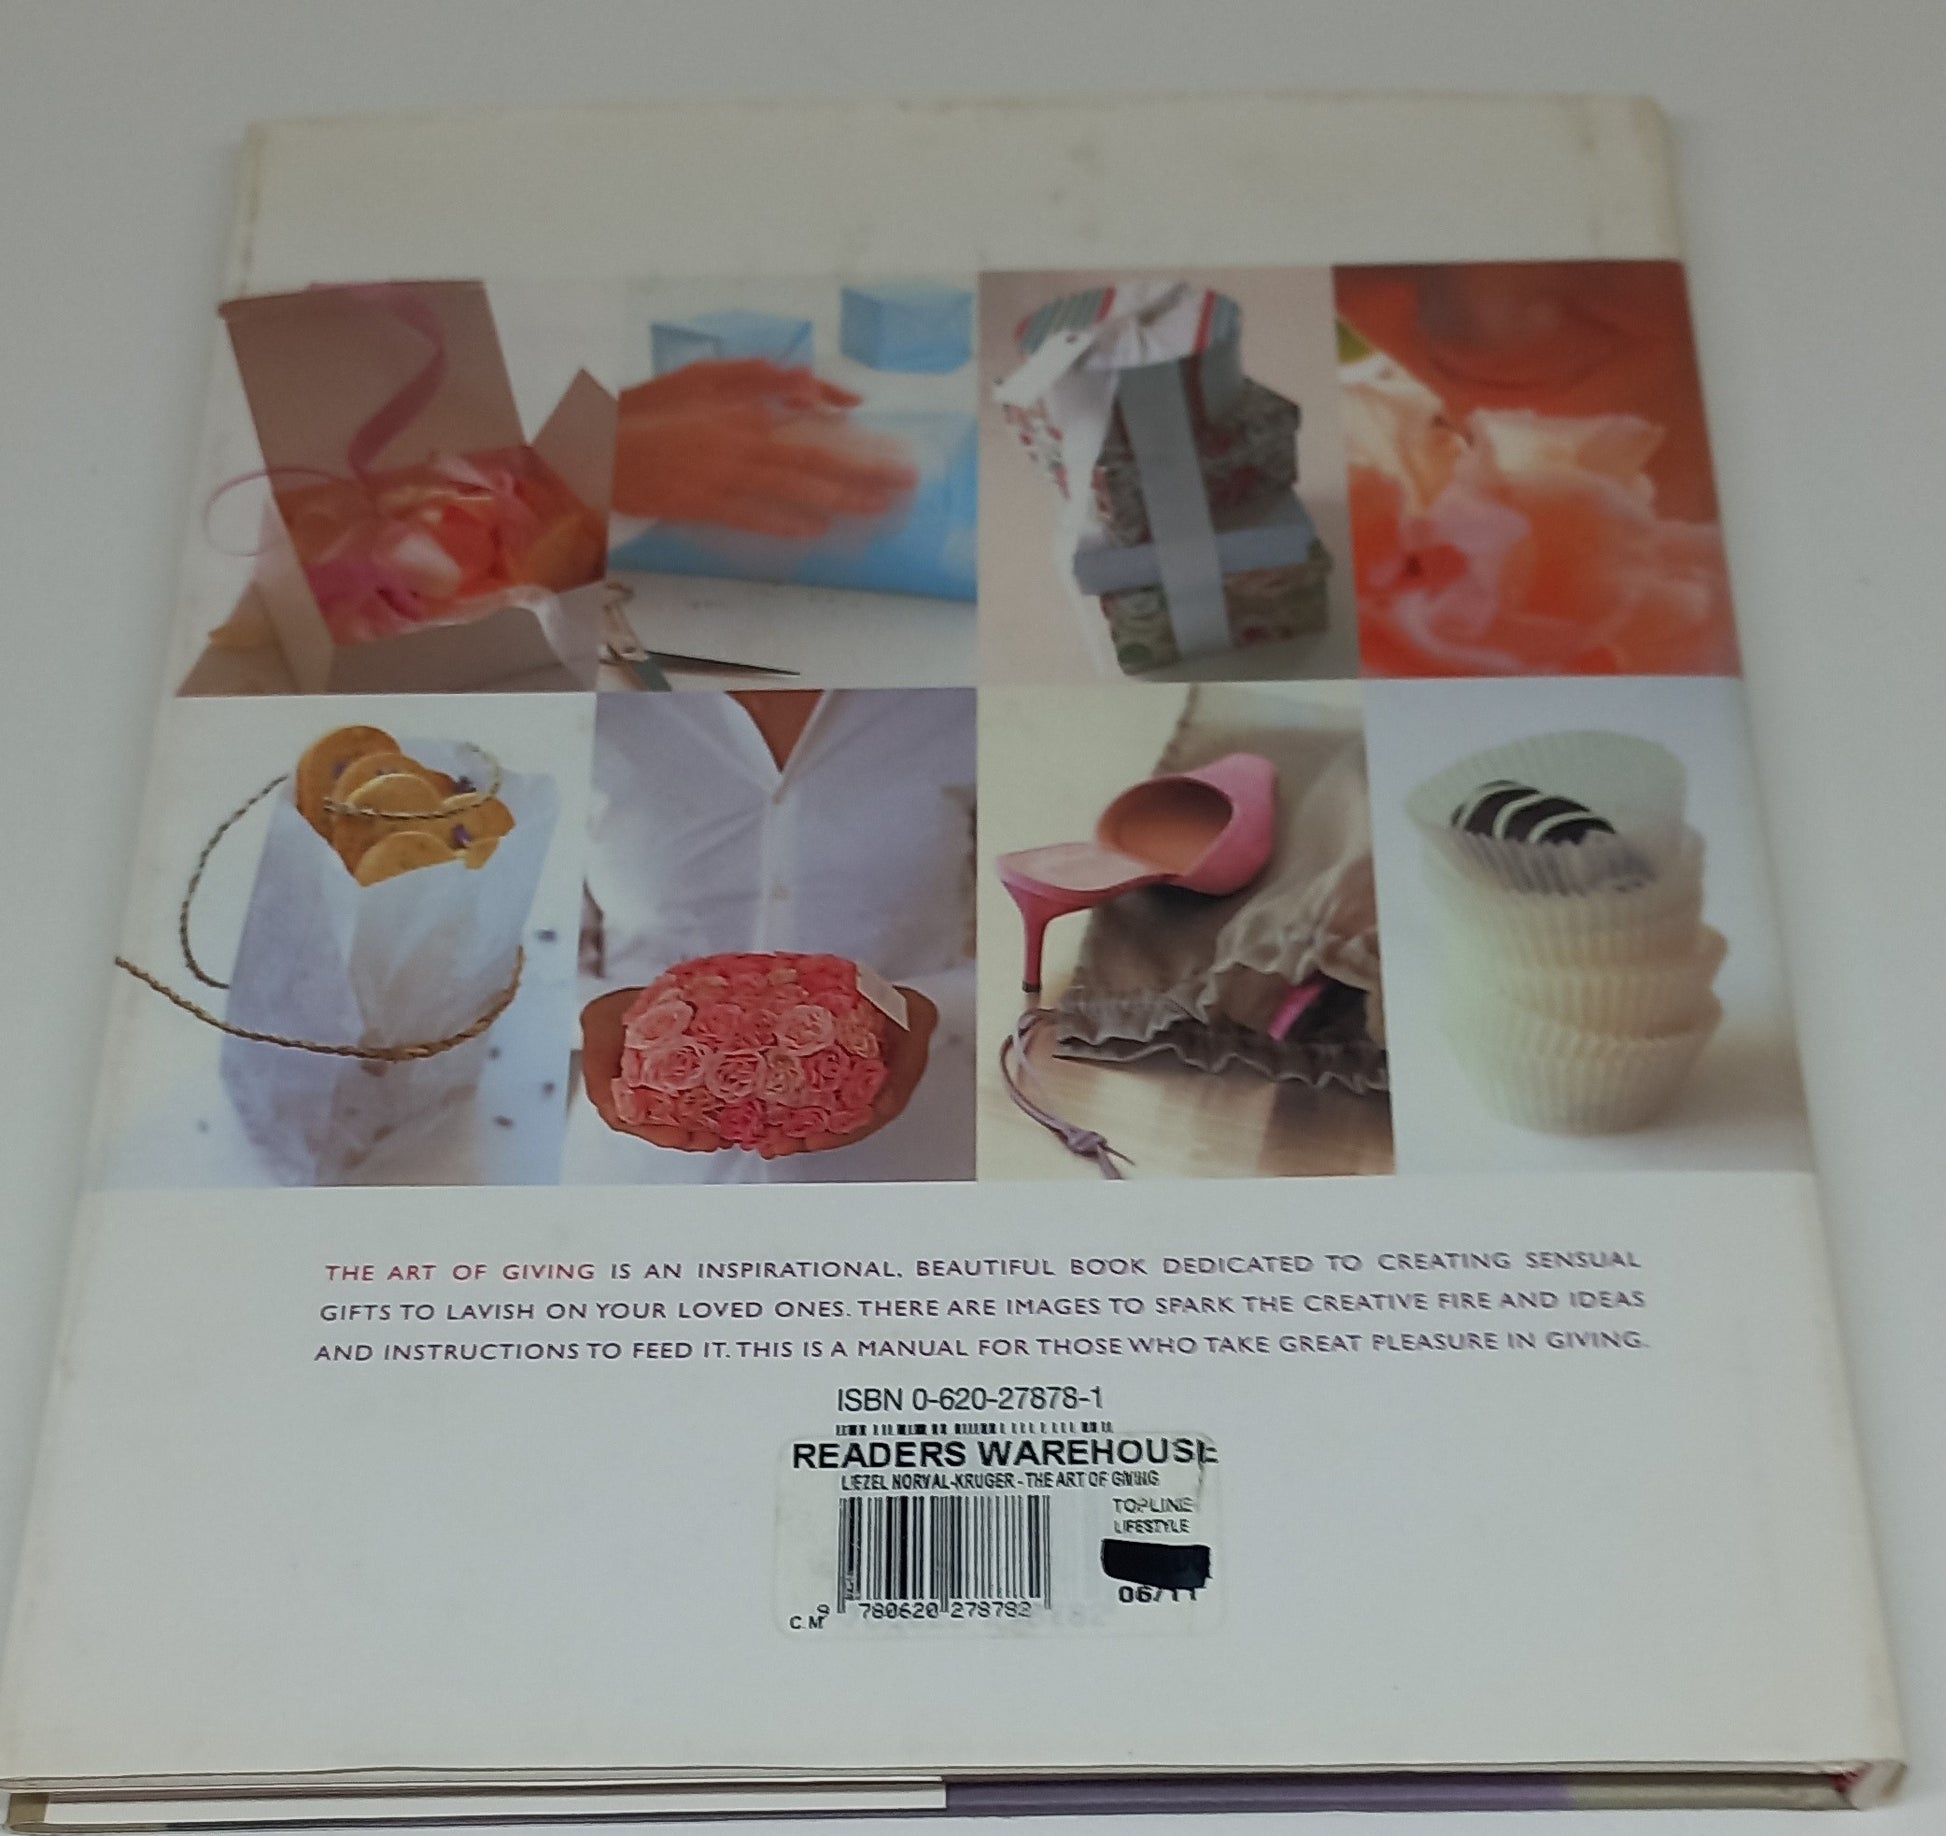 THE ART OF GIVING IS AN INSPIRATIONAL, BEAUTIFUL BOOK DEDICATED TO CREATING SENSUAL
GIFTS TO LAVISH ON YOUR LOVED ONES. THERE ARE IMAGES TO SPARK THE CREATIVE FIRE AND IDEAS
AND INSTRUCTIONS TO FEED IT. THIS IS A MANUAL FOR THOSE WHO TAKE GREAT PLEASURE IN GIVING.
ISBN 0-620-27878-1
READERS WAREHOUSE
LIEZEL NORVAL-KRUGER - THE ART OF GIVING
TOPLINE
LIFESTYLE
06/11
C.M
9 780620 278782